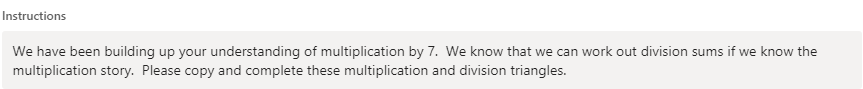 Instructions
We have been building up your understanding of multiplication by 7.  We know that we can work out division sums if we know the
multiplication story.  Please copy and complete these multiplication and division triangles.